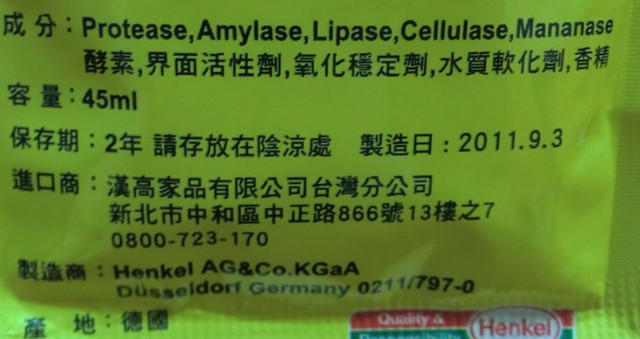 成 分：Protease,Amylase,Lipase,Cellulase,Mananase
酵素,界面活性劑,氧化穩定劑,水質軟化劑,香精
容 量：45ml
保存期：2年 請存放在陰涼處 製造日：2011.9.3
進口商：漢高家品有限公司台灣分公司
新北市中和區中正路866號13樓之7
0800-723-170
製造商：Henkel AG&Co.KGaA
Düsseldorf Germany 0211/797-0
產 地：德國
Quality &
Henkel